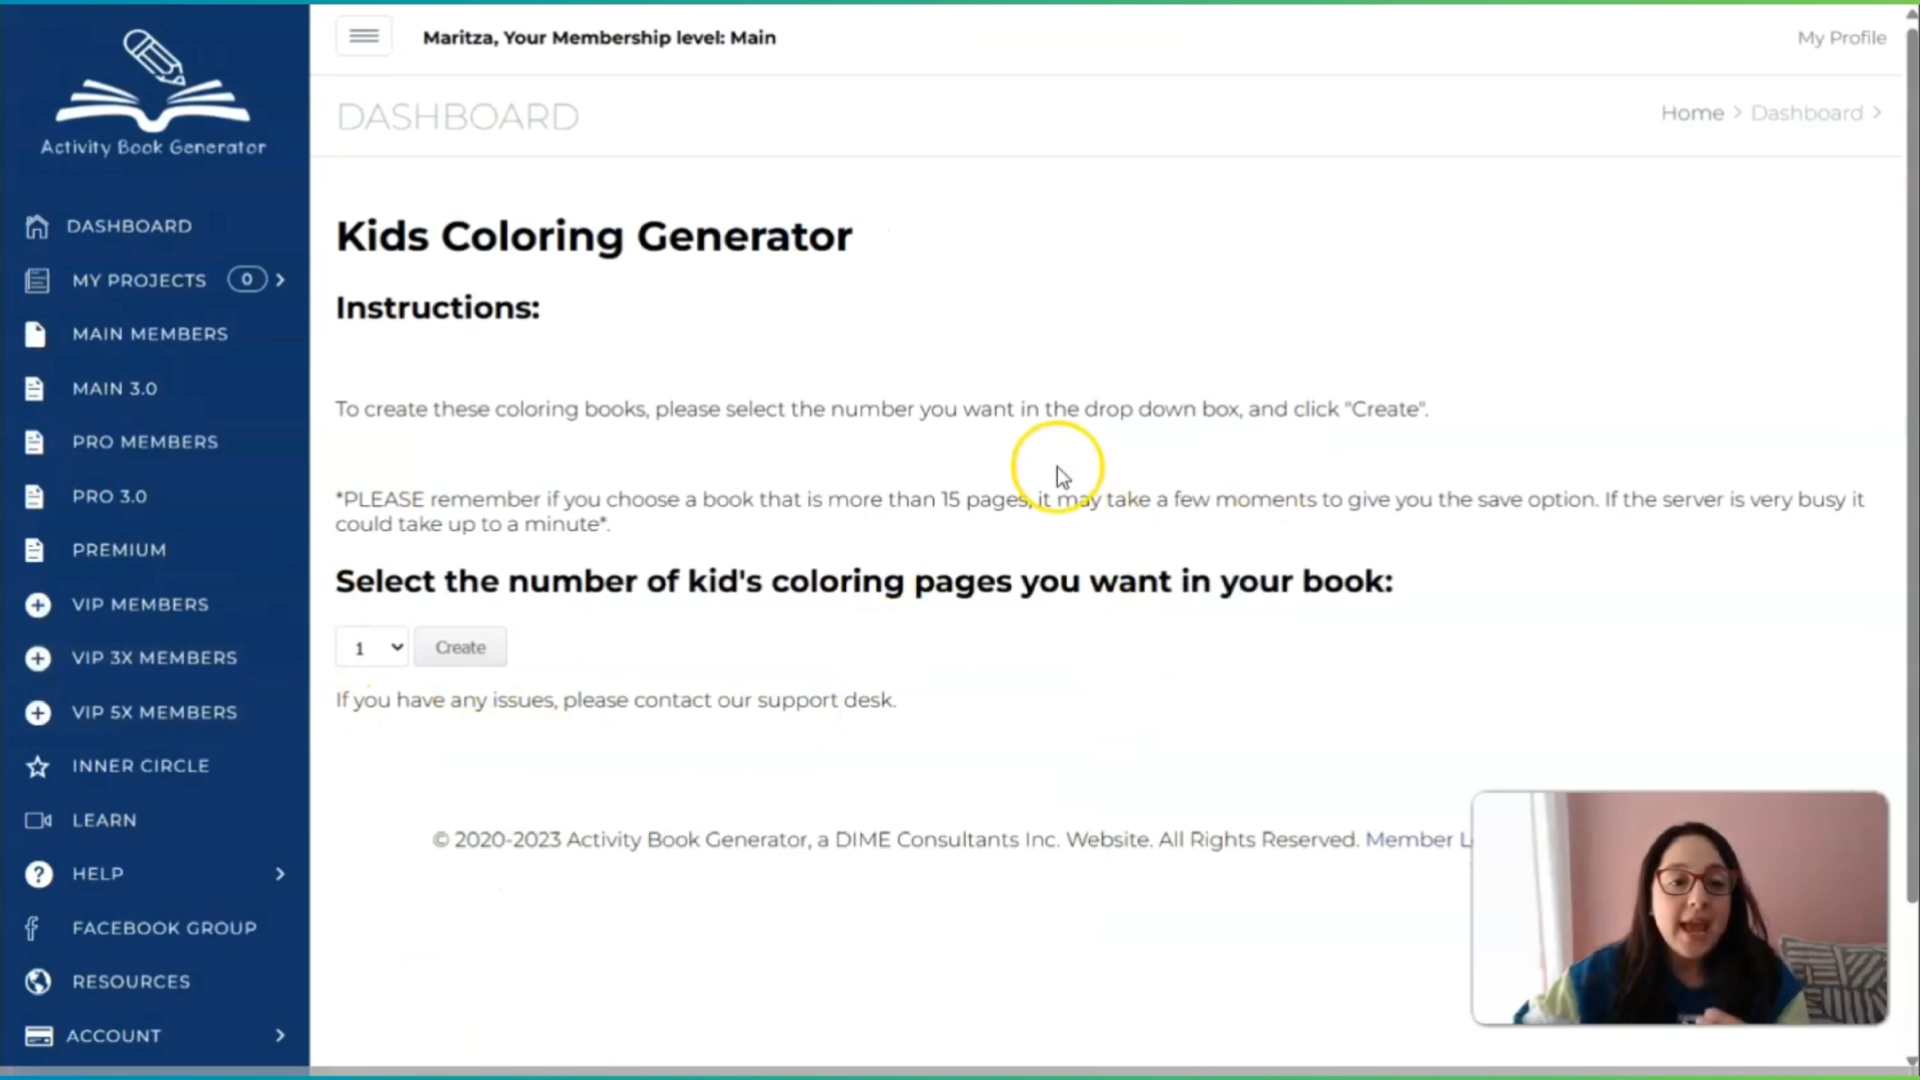 Activity Book Generator
DASHBOARD
MY PROJECTS 0
MAIN MEMBERS
MAIN 3.0
PRO MEMBERS
PRO 3.0
PREMIUM
VIP MEMBERS
VIP 3X MEMBERS
VIP 5X MEMBERS
INNER CIRCLE
LEARN
HELP
FACEBOOK GROUP
RESOURCES
ACCOUNT
Maritza, Your Membership level: Main
My Profile
DASHBOARD
Home > Dashboard >
Kids Coloring Generator
Instructions:
To create these coloring books, please select the number you want in the drop down box, and click "Create".
*PLEASE remember if you choose a book that is more than 15 pages, it may take a few moments to give you the save option. If the server is very busy it
could take up to a minute*.
Select the number of kid's coloring pages you want in your book:
1 Create
If you have any issues, please contact our support desk.
© 2020-2023 Activity Book Generator, a DIME Consultants Inc. Website. All Rights Reserved. Member L